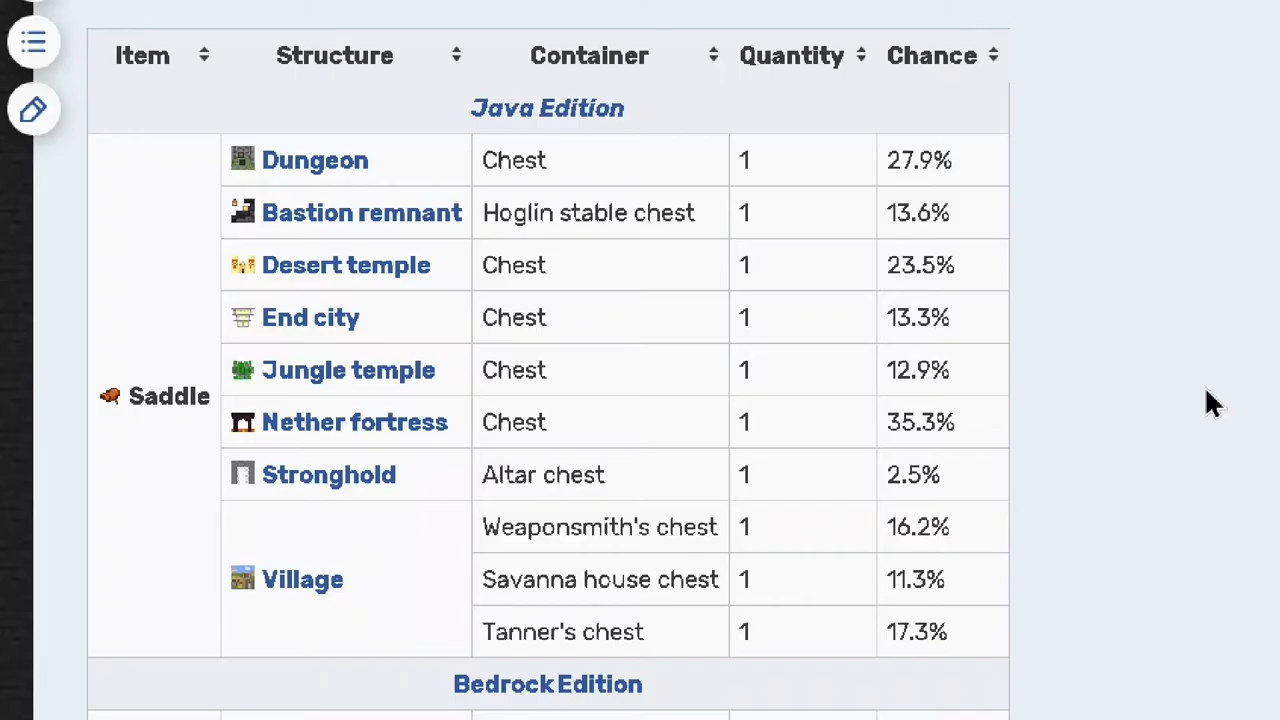 Item Structure Container Quantity Chance
Java Edition
Dungeon Chest 1 27.9%
Bastion remnant Hoglin stable chest 1 13.6%
Desert temple Chest 1 23.5%
End city Chest 1 13.3%
Jungle temple Chest 1 12.9%
Saddle
Nether fortress Chest 1 35.3%
Stronghold Altar chest 1 2.5%
Weaponsmith's chest 1 16.2%
Village Savanna house chest 1 11.3%
Tanner's chest 1 17.3%
Bedrock Edition